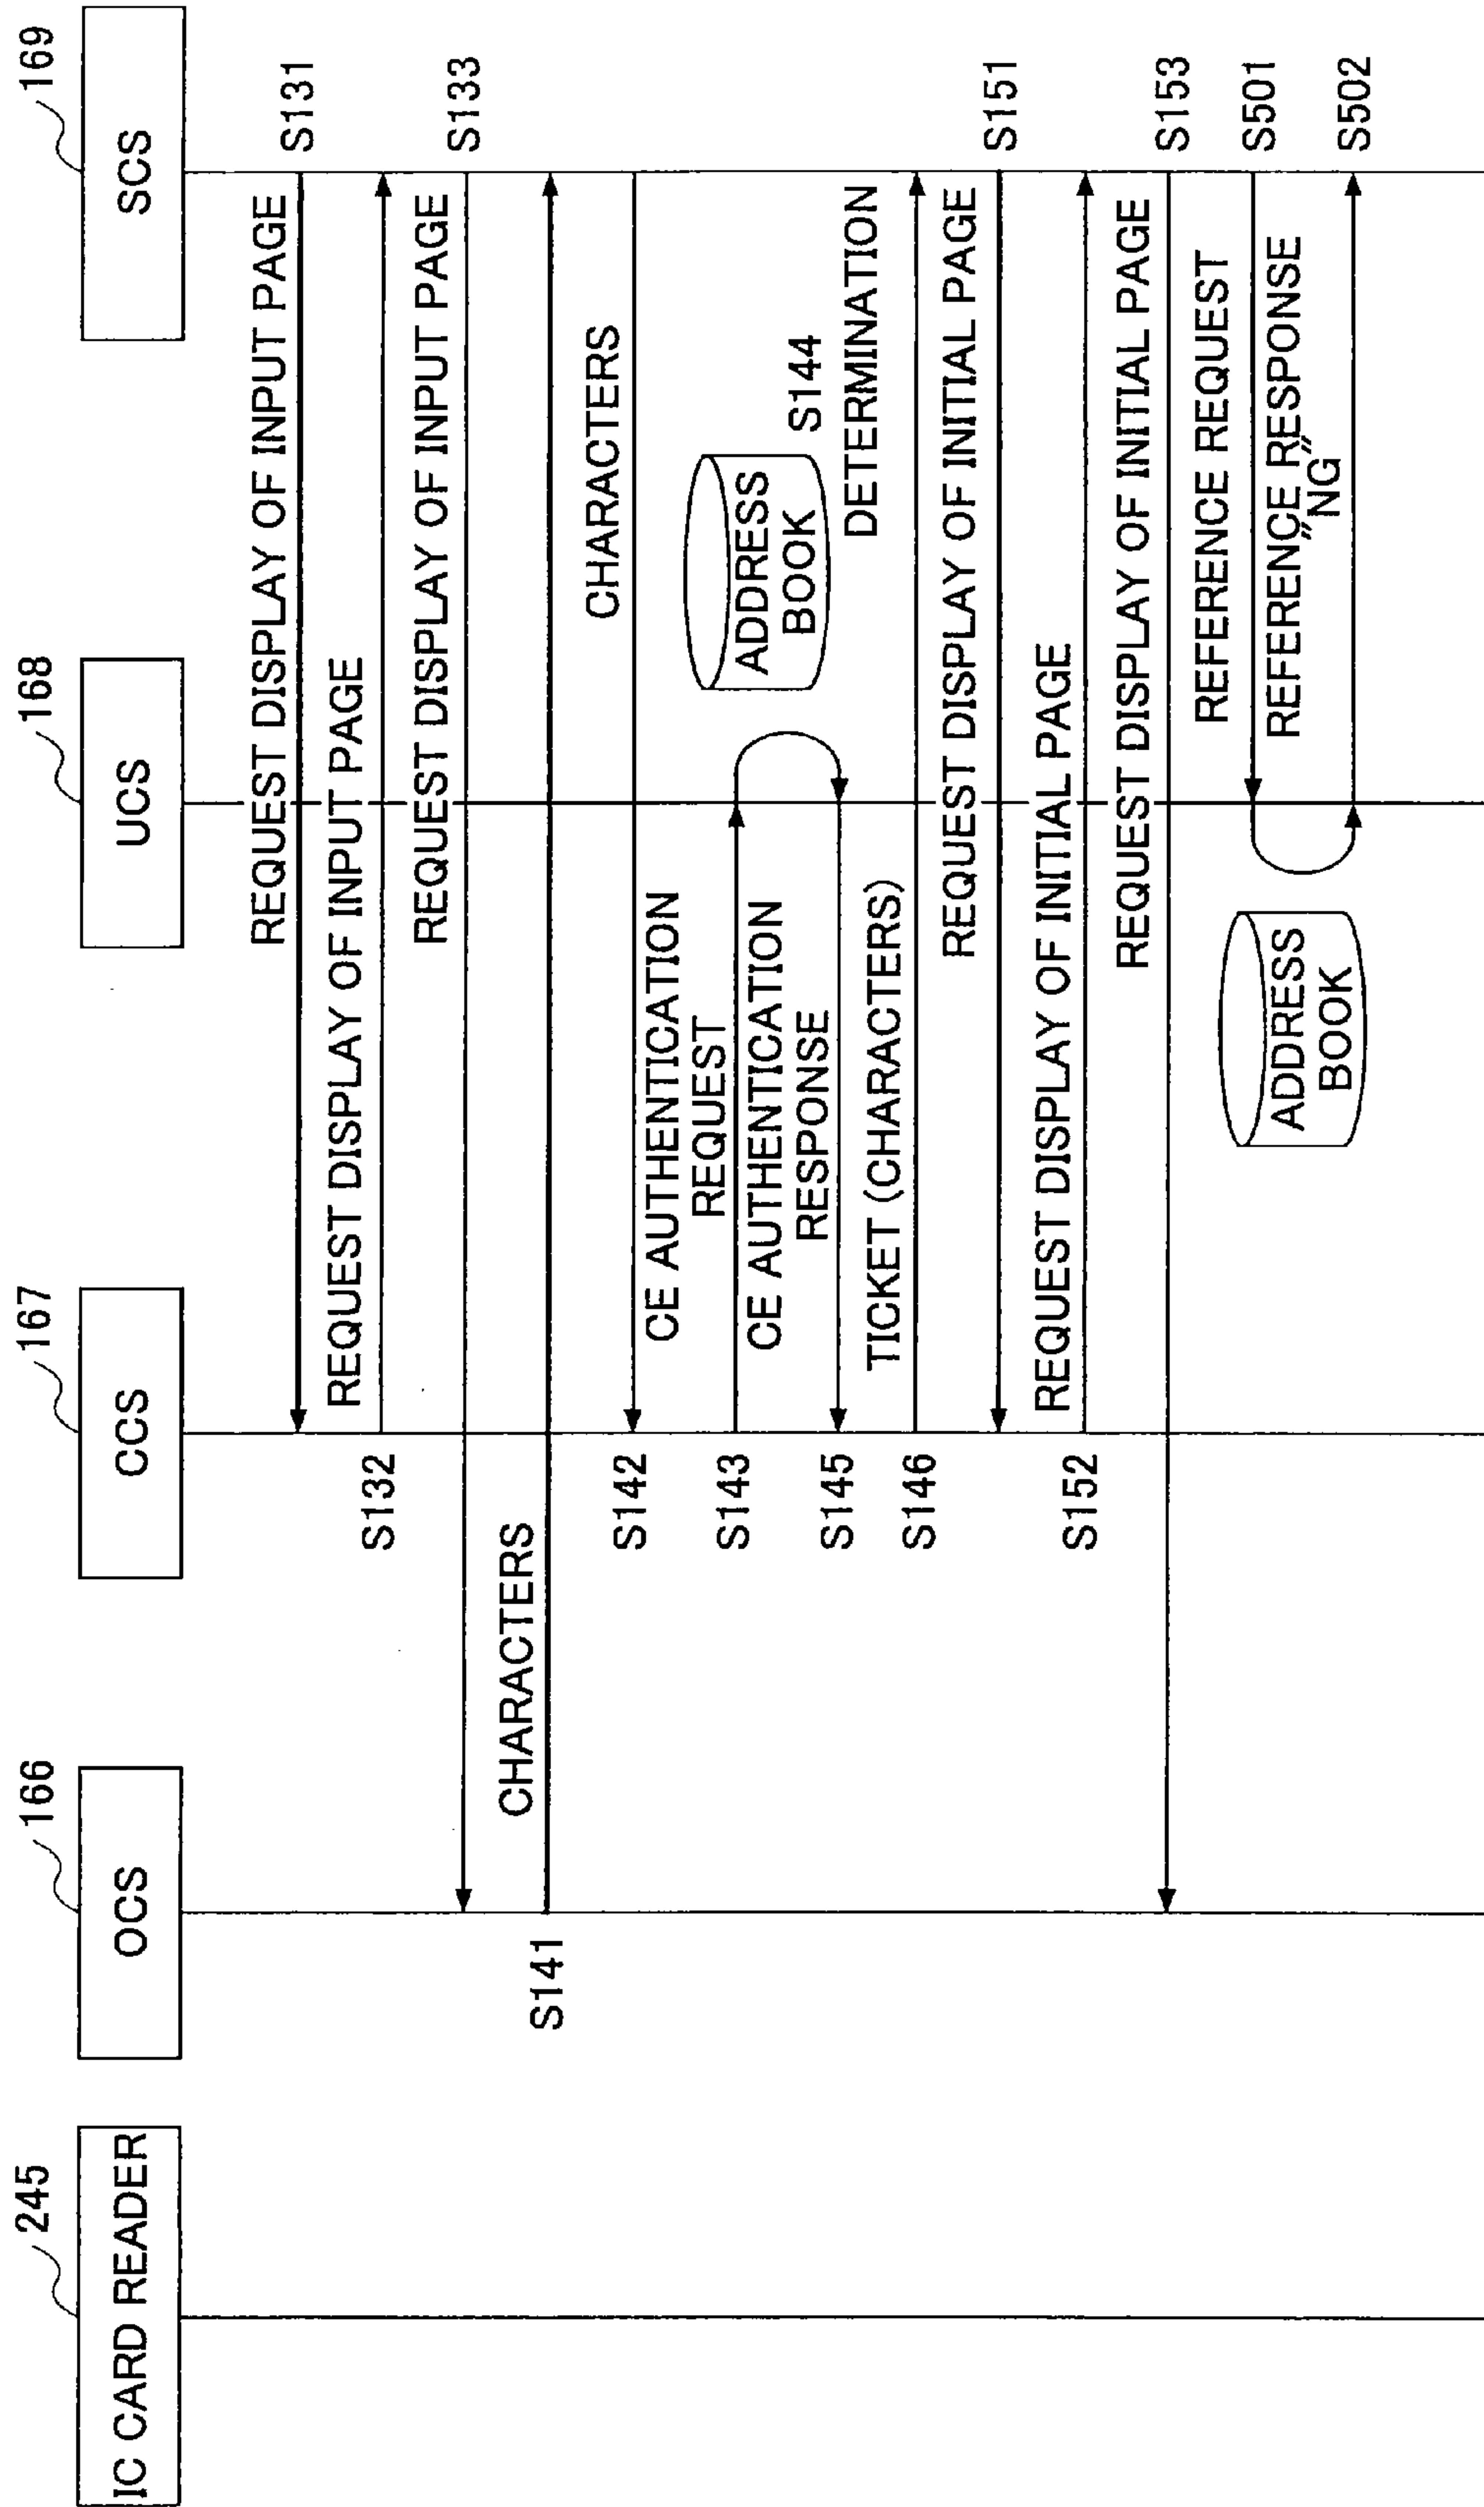 245
IC CARD READER
166
OCS
167
CCS
168
UCS
169
SCS
REQUEST DISPLAY OF INPUT PAGE
S131
REQUEST DISPLAY OF INPUT PAGE
S132
REQUEST DISPLAY OF INPUT PAGE
S133
S141
CHARACTERS
CHARACTERS
S142
CE AUTHENTICATION
REQUEST
S143
ADDRESS
BOOK
S144
CE AUTHENTICATION
RESPONSE
S145
TICKET (CHARACTERS)
DETERMINATION
S146
REQUEST DISPLAY OF INITIAL PAGE
S151
REQUEST DISPLAY OF INITIAL PAGE
S152
REQUEST DISPLAY OF INITIAL PAGE
S153
REFERENCE REQUEST
S501
ADDRESS
BOOK
REFERENCE RESPONSE
"NG"
S502